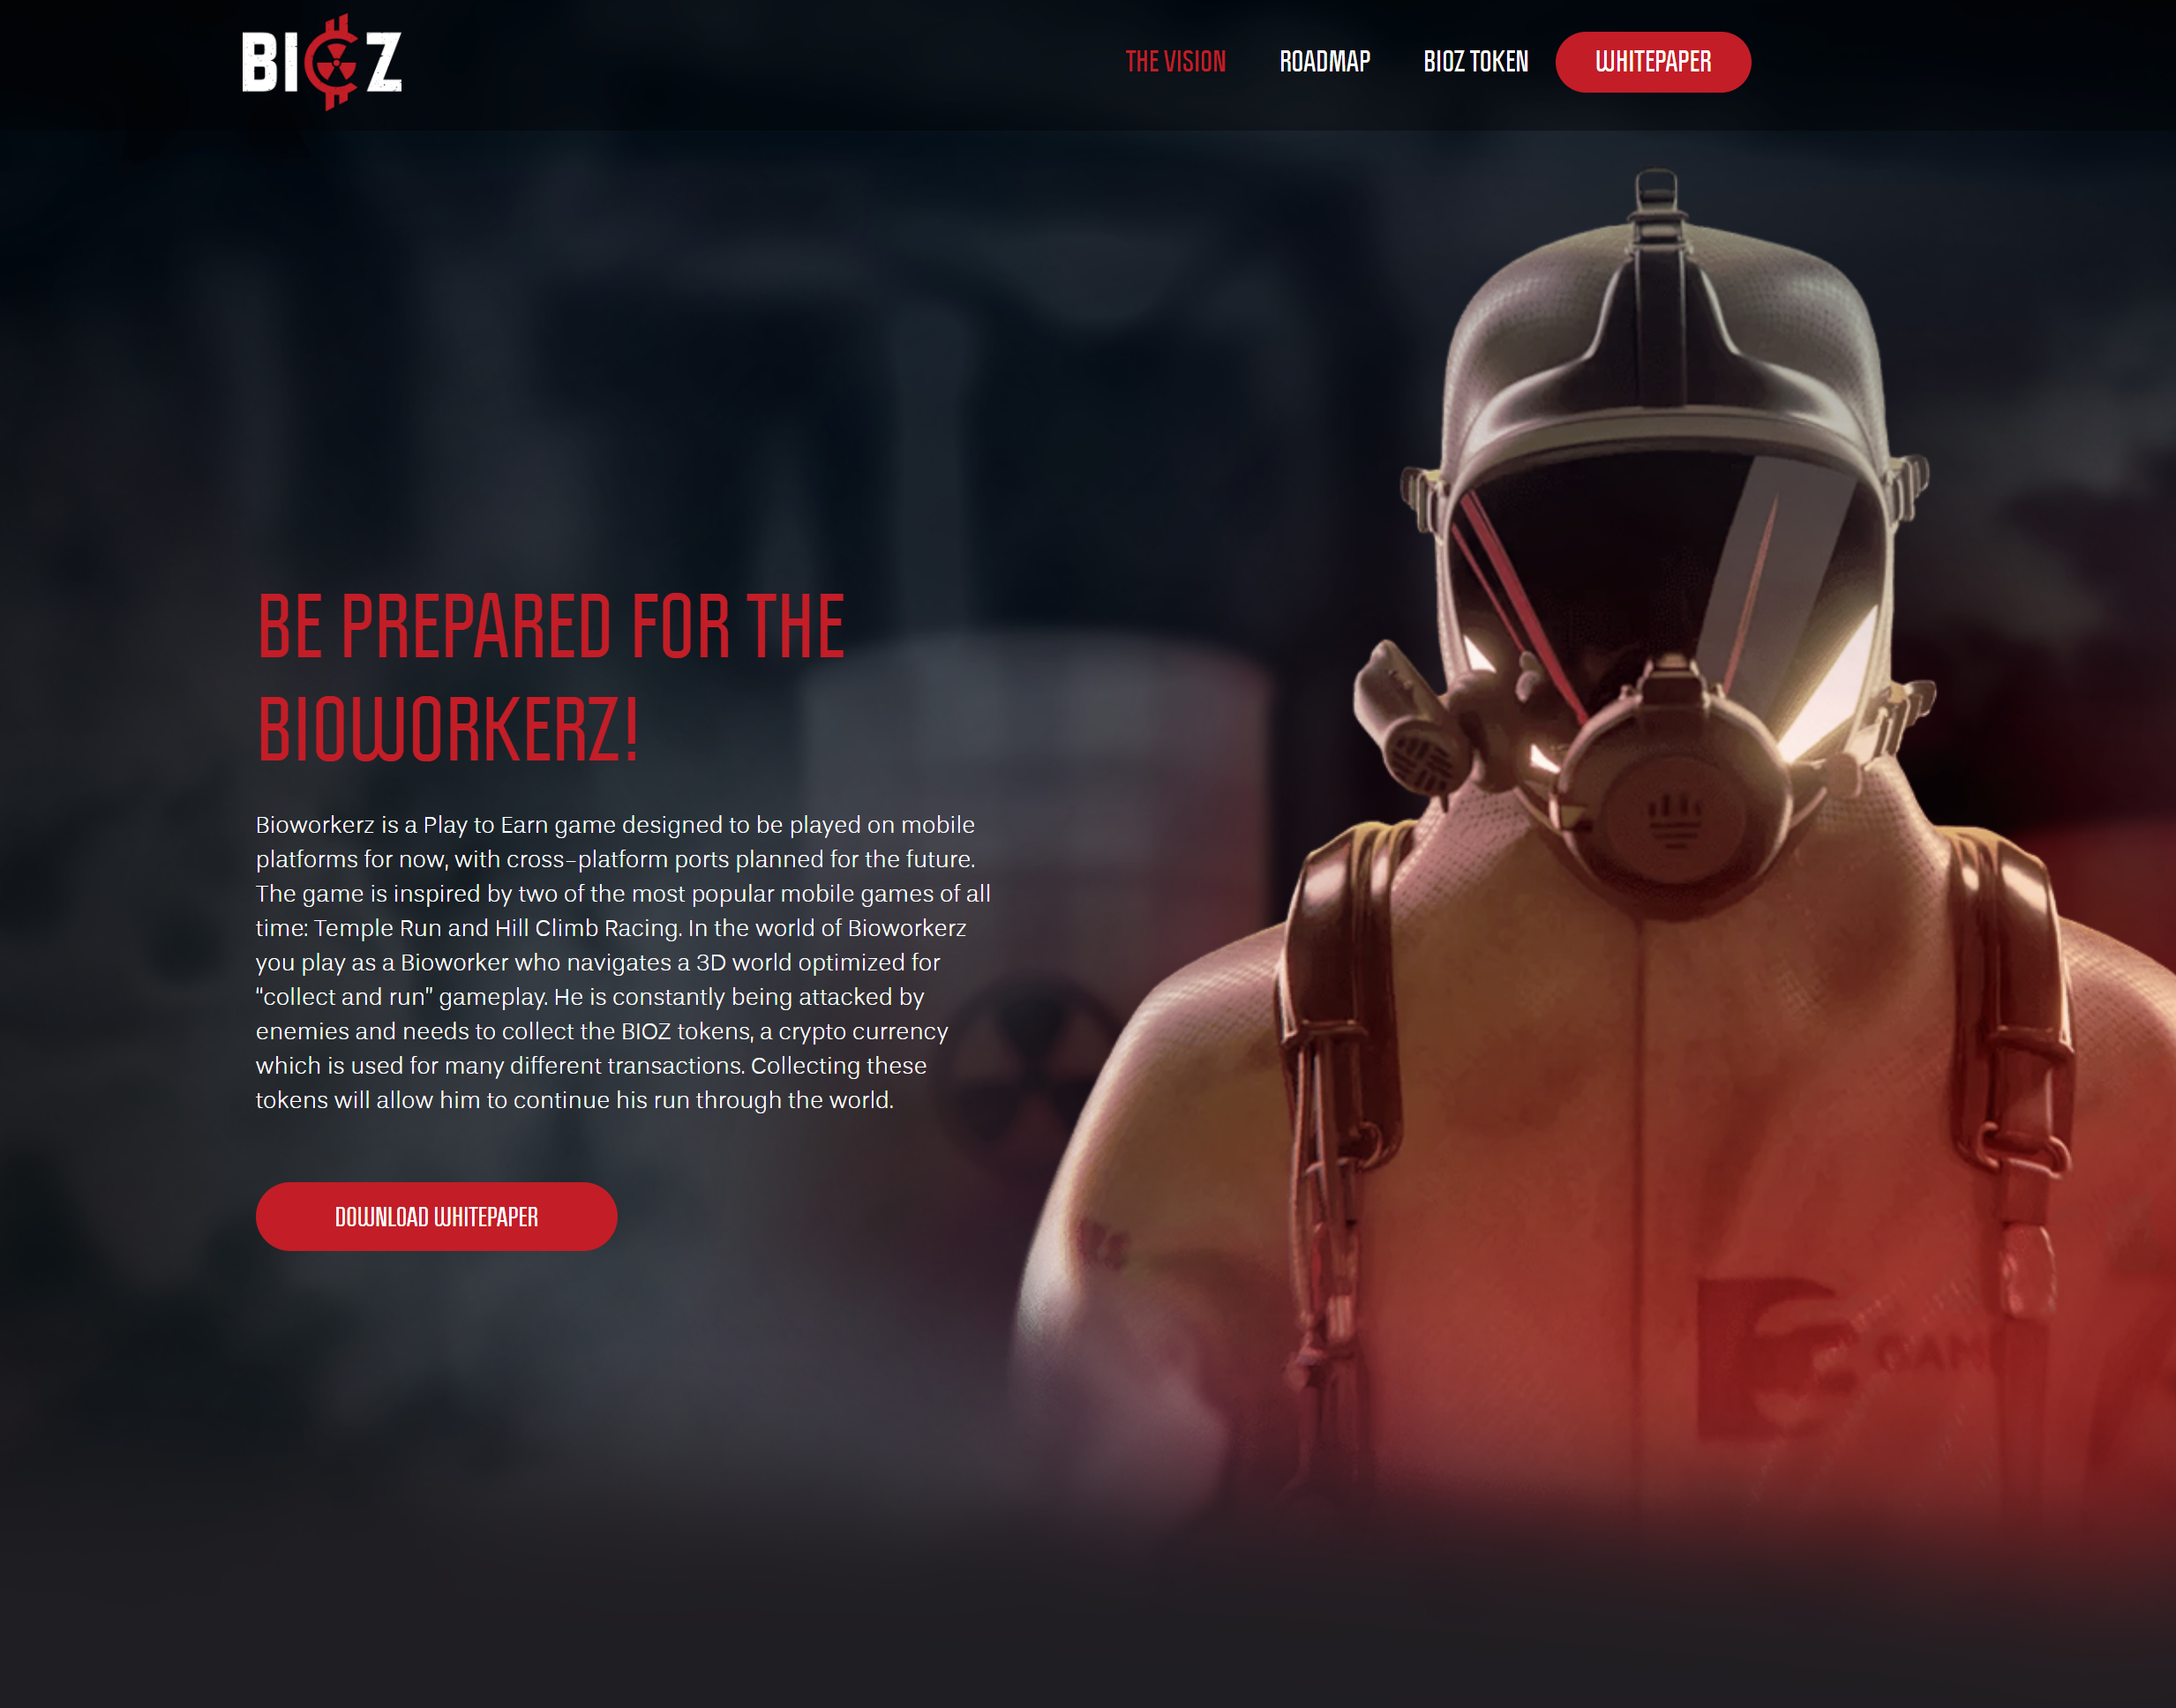 BIOZ
THE VISION
ROADMAP
BIOZ TOKEN
WHITEPAPER
BE PREPARED FOR THE
BIOWORKERZ!
Bioworkerz is a Play to Earn game designed to be played on mobile
platforms for now, with cross-platform ports planned for the future.
The game is inspired by two of the most popular mobile games of all
time: Temple Run and Hill Climb Racing. In the world of Bioworkerz
you play as a Bioworker who navigates a 3D world optimized for
“collect and run” gameplay. He is constantly being attacked by
enemies and needs to collect the BIOZ tokens, a crypto currency
which is used for many different transactions. Collecting these
tokens will allow him to continue his run through the world.
DOWNLOAD WHITEPAPER